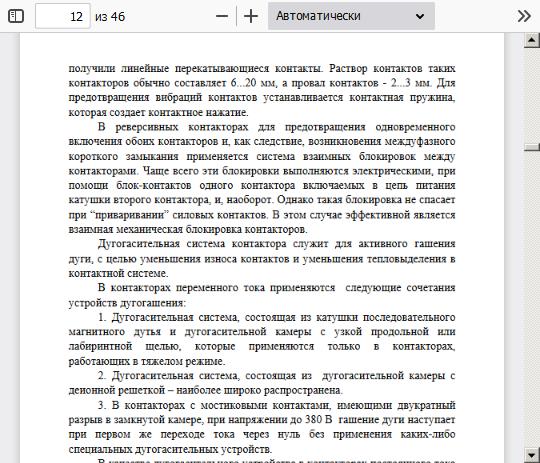 12 из 46 Автоматически
получили линейные перекатывающиеся контакты. Раствор контактов таких
контакторов обычно составляет 6...20 мм, а провал контактов - 2...3 мм. Для
предотвращения вибраций контактов устанавливается контактная пружина,
которая создает контактное нажатие.
В реверсивных контакторах для предотвращения одновременного
включения обоих контакторов и, как следствие, возникновения междуфазного
короткого замыкания применяется система взаимных блокировок между
контакторами. Чаще всего эти блокировки выполняются электрическими, при
помощи блок-контактов одного контактора включаемых в цепь питания
катушки второго контактора, и, наоборот. Однако такая блокировка не спасает
при “приваривании” силовых контактов. В этом случае эффективной является
взаимная механическая блокировка контакторов.
Дугогасительная система контактора служит для активного гашения
дуги, с целью уменьшения износа контактов и уменьшения тепловыделения в
контактной системе.
В контакторах переменного тока применяются следующие сочетания
устройств дугогашения:
1. Дугогасительная система, состоящая из катушки последовательного
магнитного дутья и дугогасительной камеры с узкой продольной или
лабиринтной щелью, которые применяются только в контакторах,
работающих в тяжелом режиме.
2. Дугогасительная система, состоящая из дугогасительной камеры с
деионной решеткой – наиболее широко распространена.
3. В контакторах с мостиковыми контактами, имеющими двукратный
разрыв в замкнутой камере, при напряжении до 380 В гашение дуги наступает
при первом же переходе тока через нуль без применения каких-либо
специальных дугогасительных устройств.
В качестве дугогасительного устройства в контакторах постоянного тока